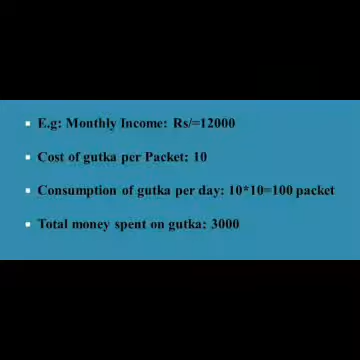 E.g: Monthly Income: Rs/=12000
Cost of gutka per Packet: 10
Consumption of gutka per day: 10*10=100 packet
Total money spent on gutka: 3000